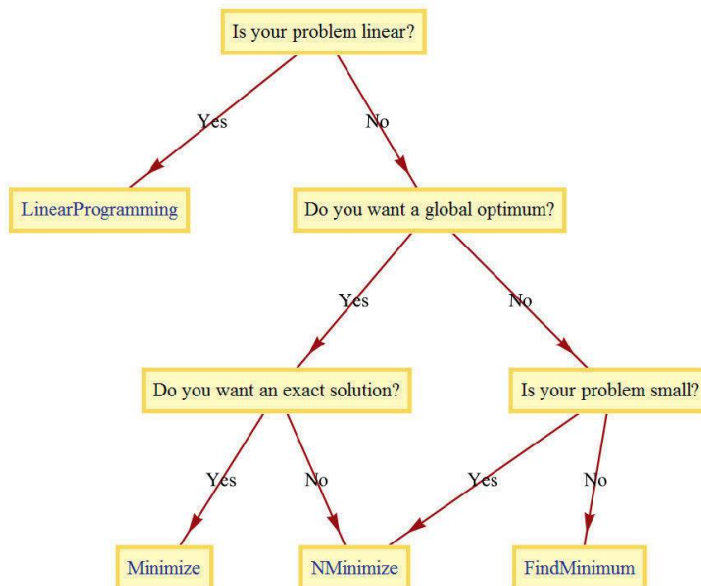 Is your problem linear?
Yes
No
LinearProgramming
Do you want a global optimum?
Yes
No
Do you want an exact solution?
Is your problem small?
Yes
No
Yes
No
Minimize
NMinimize
FindMinimum